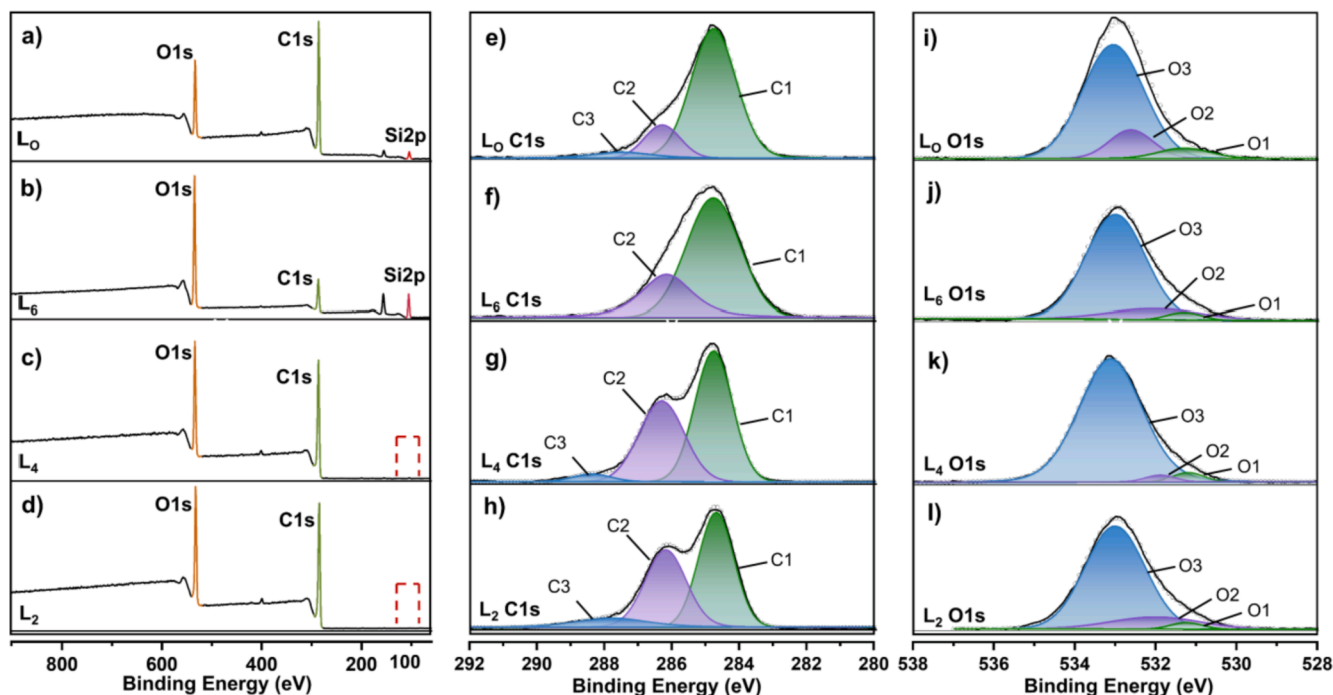 a)
O1s
C1s
Si2p
LO
b)
O1s
C1s
Si2p
L6
c)
O1s
C1s
L4
d)
O1s
C1s
L2
800 600 400 200 100
Binding Energy (eV)
e)
C1
C2
C3
LO C1s
f)
C2
C1
L6 C1s
g)
C2
C3
C1
L4 C1s
h)
C2
C3
C1
L2 C1s
292 290 288 286 284 282 280
Binding Energy (eV)
i)
O3
O2
O1
LO O1s
j)
O3
O2
O1
L6 O1s
k)
O3
O2
O1
L4 O1s
l)
O3
O2
O1
L2 O1s
538 536 534 532 530 528
Binding Energy (eV)